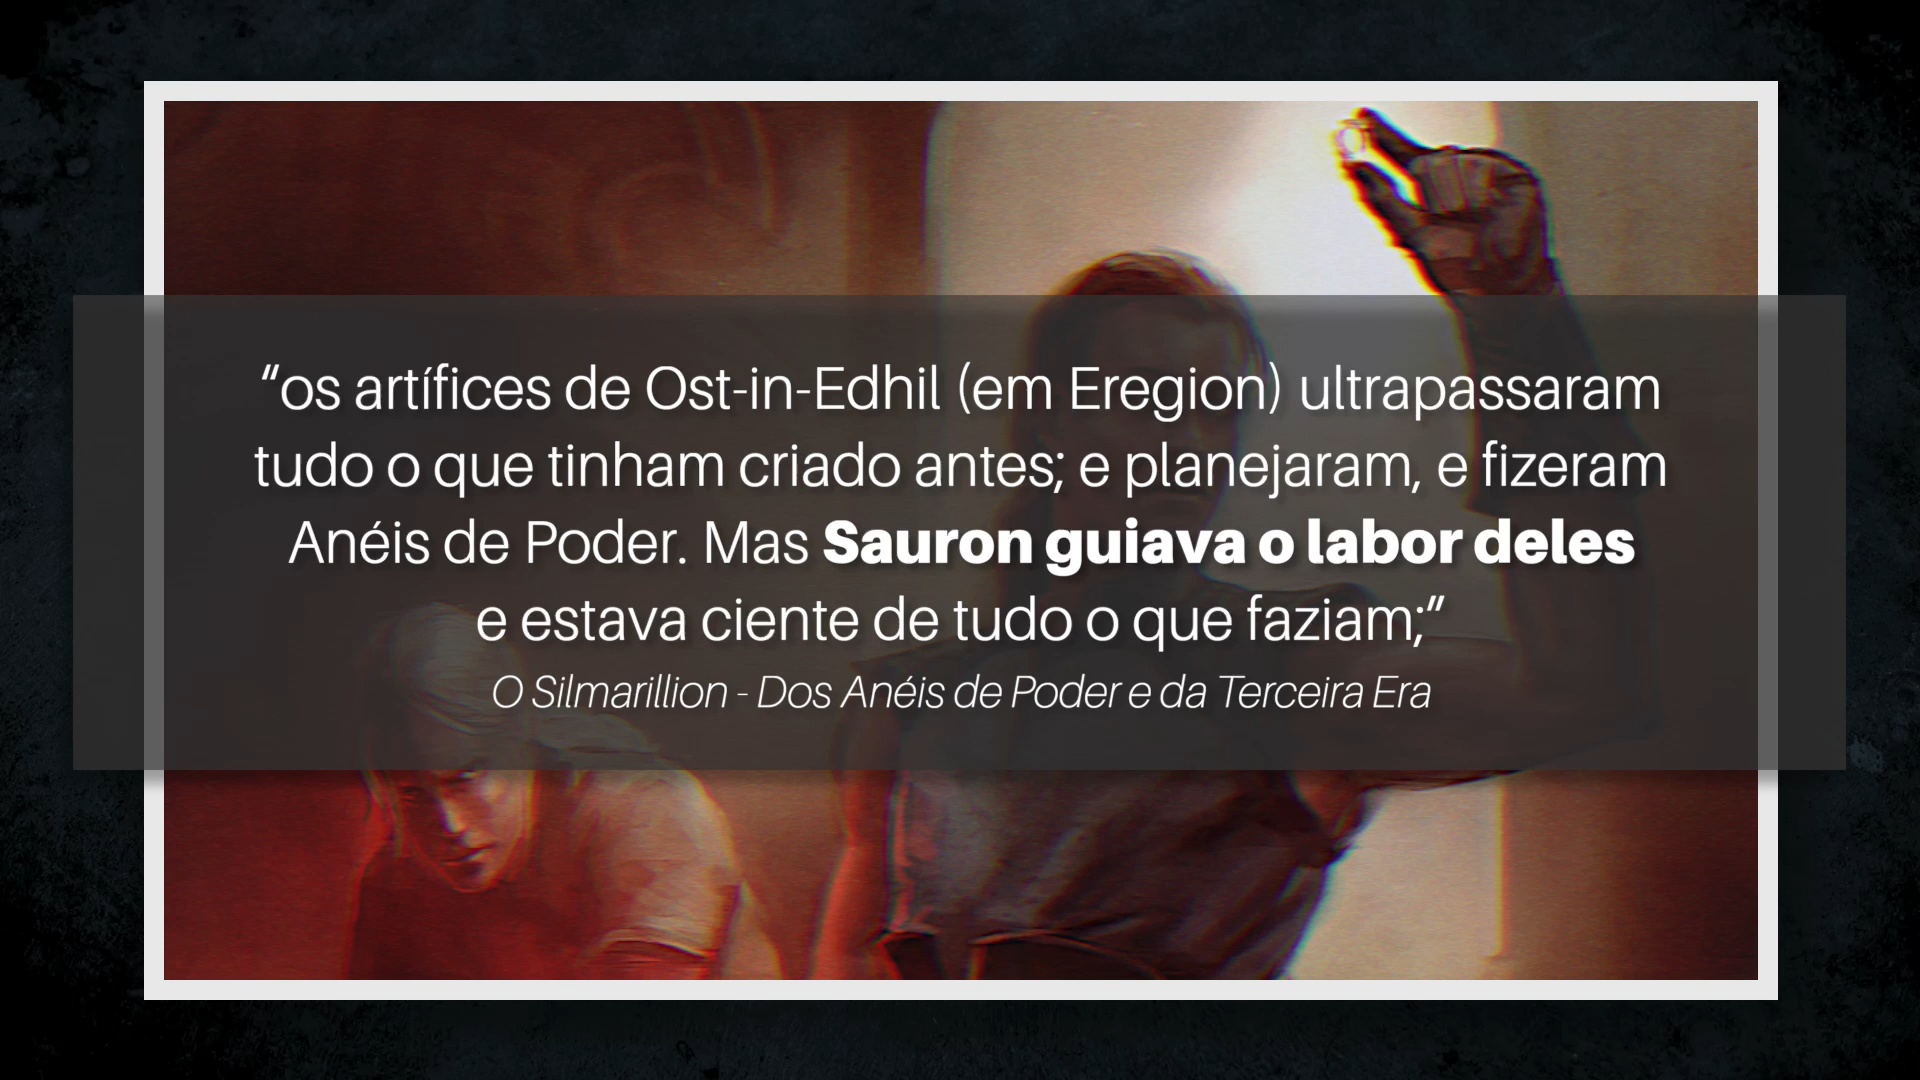 “os artífices de Ost-in-Edhil (em Eregion) ultrapassaram
tudo o que tinham criado antes; e planejaram, e fizeram
Anéis de Poder. Mas Sauron guiava o labor deles
e estava ciente de tudo o que faziam;”
O Silmarillion - Dos Anéis de Poder e da Terceira Era